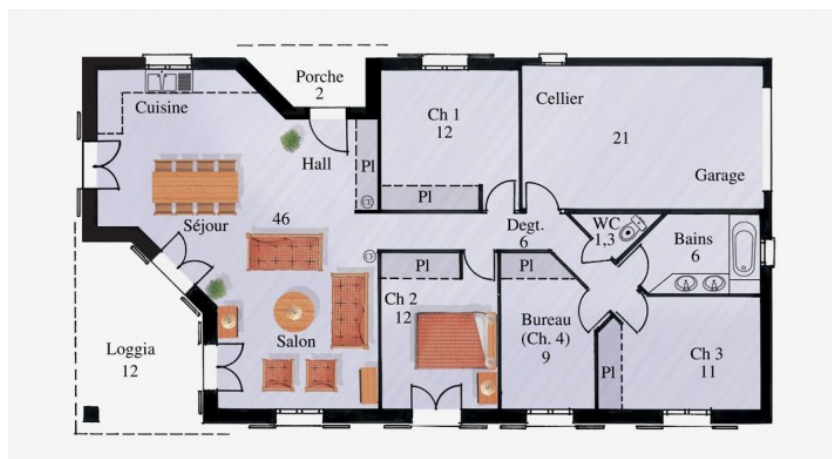 Porche
2
Cuisine
Ch 1
12
Cellier
21
Garage
Hall
Pl
Pl
Séjour
46
Degt.
6
WC
1,3
Bains
6
Pl
Pl
Ch 2
12
Bureau
(Ch. 4)
9
Pl
Ch 3
11
Salon
Loggia
12